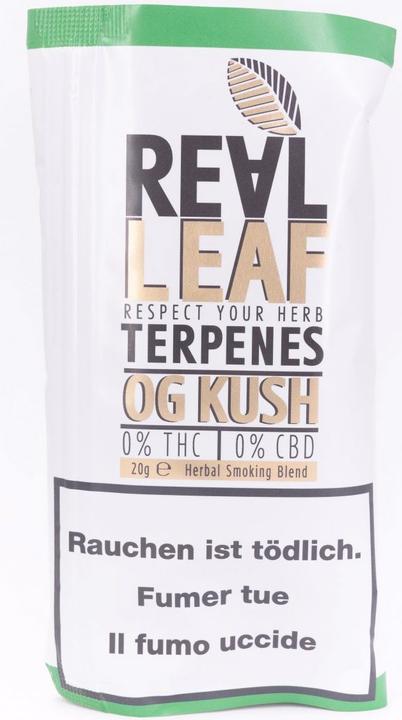 REAL
LEAF
RESPECT YOUR HERB
TERPENES
OG KUSH
0% THC | 0% CBD
20g ℮ Herbal Smoking Blend
Rauchen ist tödlich.
Fumer tue
Il fumo uccide